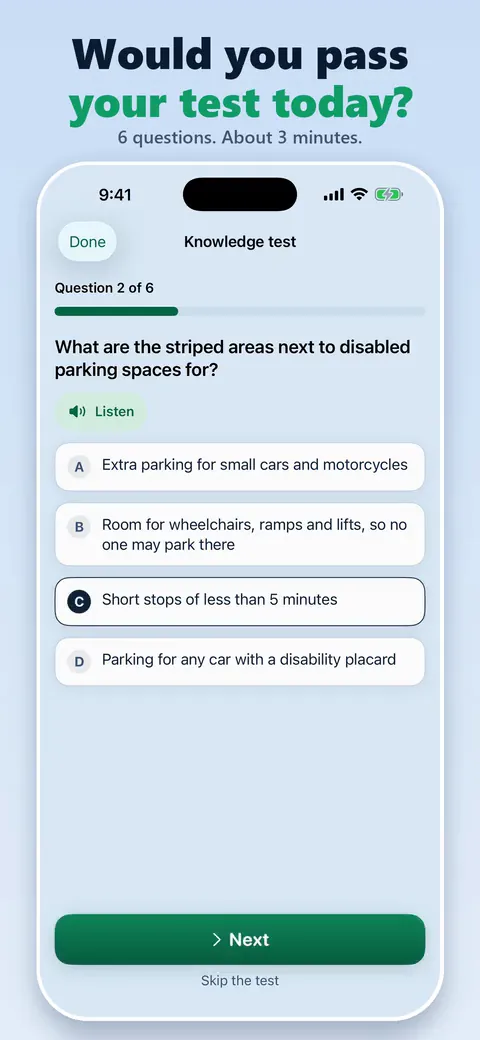 Would you pass
your test today?
6 questions. About 3 minutes.
9:41
Done
Knowledge test
Question 2 of 6
What are the striped areas next to disabled
parking spaces for?
Listen
A Extra parking for small cars and motorcycles
B Room for wheelchairs, ramps and lifts, so no
one may park there
C Short stops of less than 5 minutes
D Parking for any car with a disability placard
Next
Skip the test